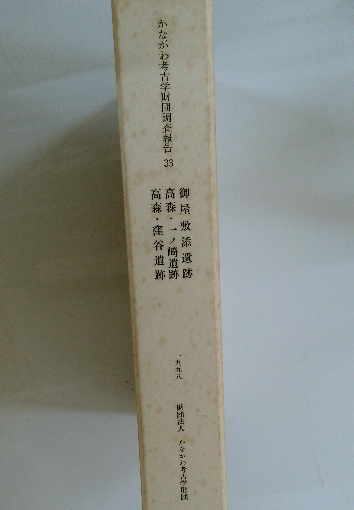 かながわ考古学財団調査報告 33
御屋敷添遺跡
高森・一ノ崎遺跡
高森・窪谷遺跡
一九九八
財団法人 かながわ考古学財団